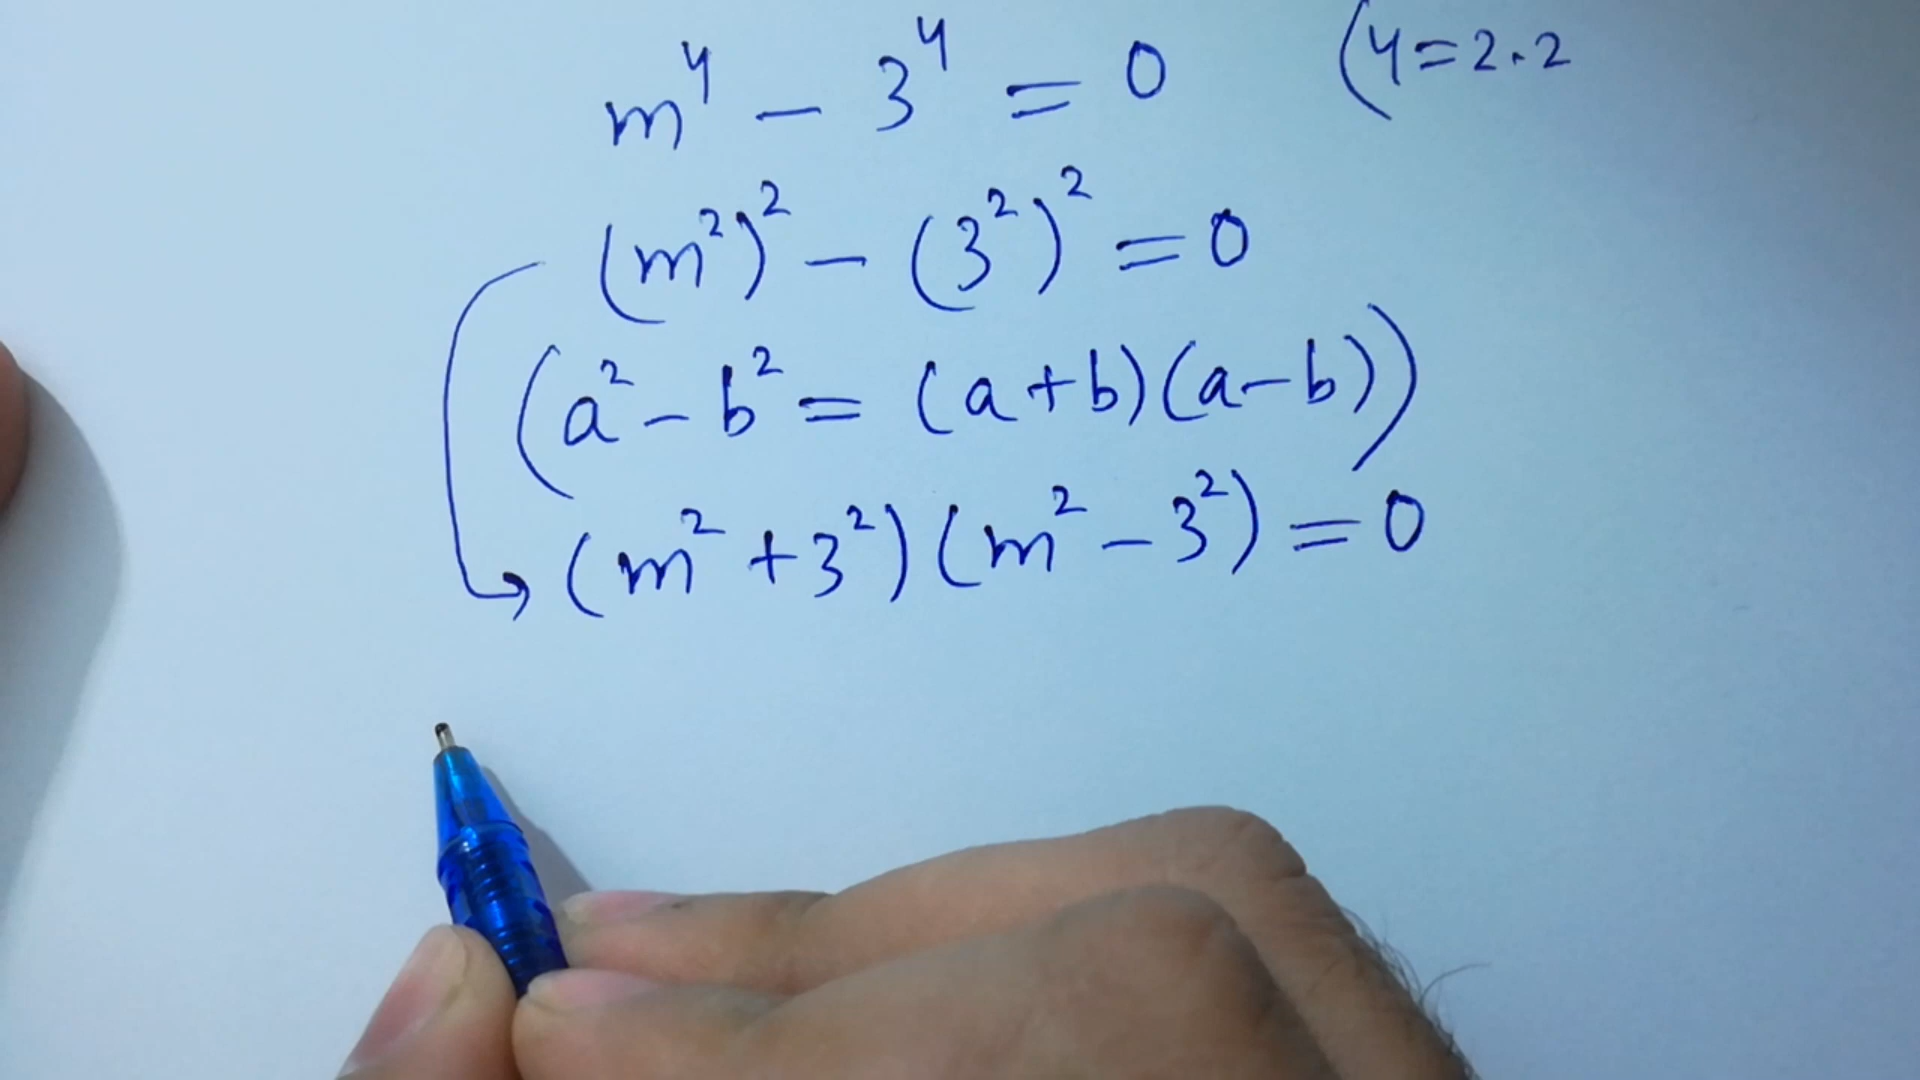 m⁴ - 3⁴ = 0 (4 = 2 · 2
(m²)² - (3²)² = 0
(a² - b² = (a + b)(a - b))
(m² + 3²)(m² - 3²) = 0